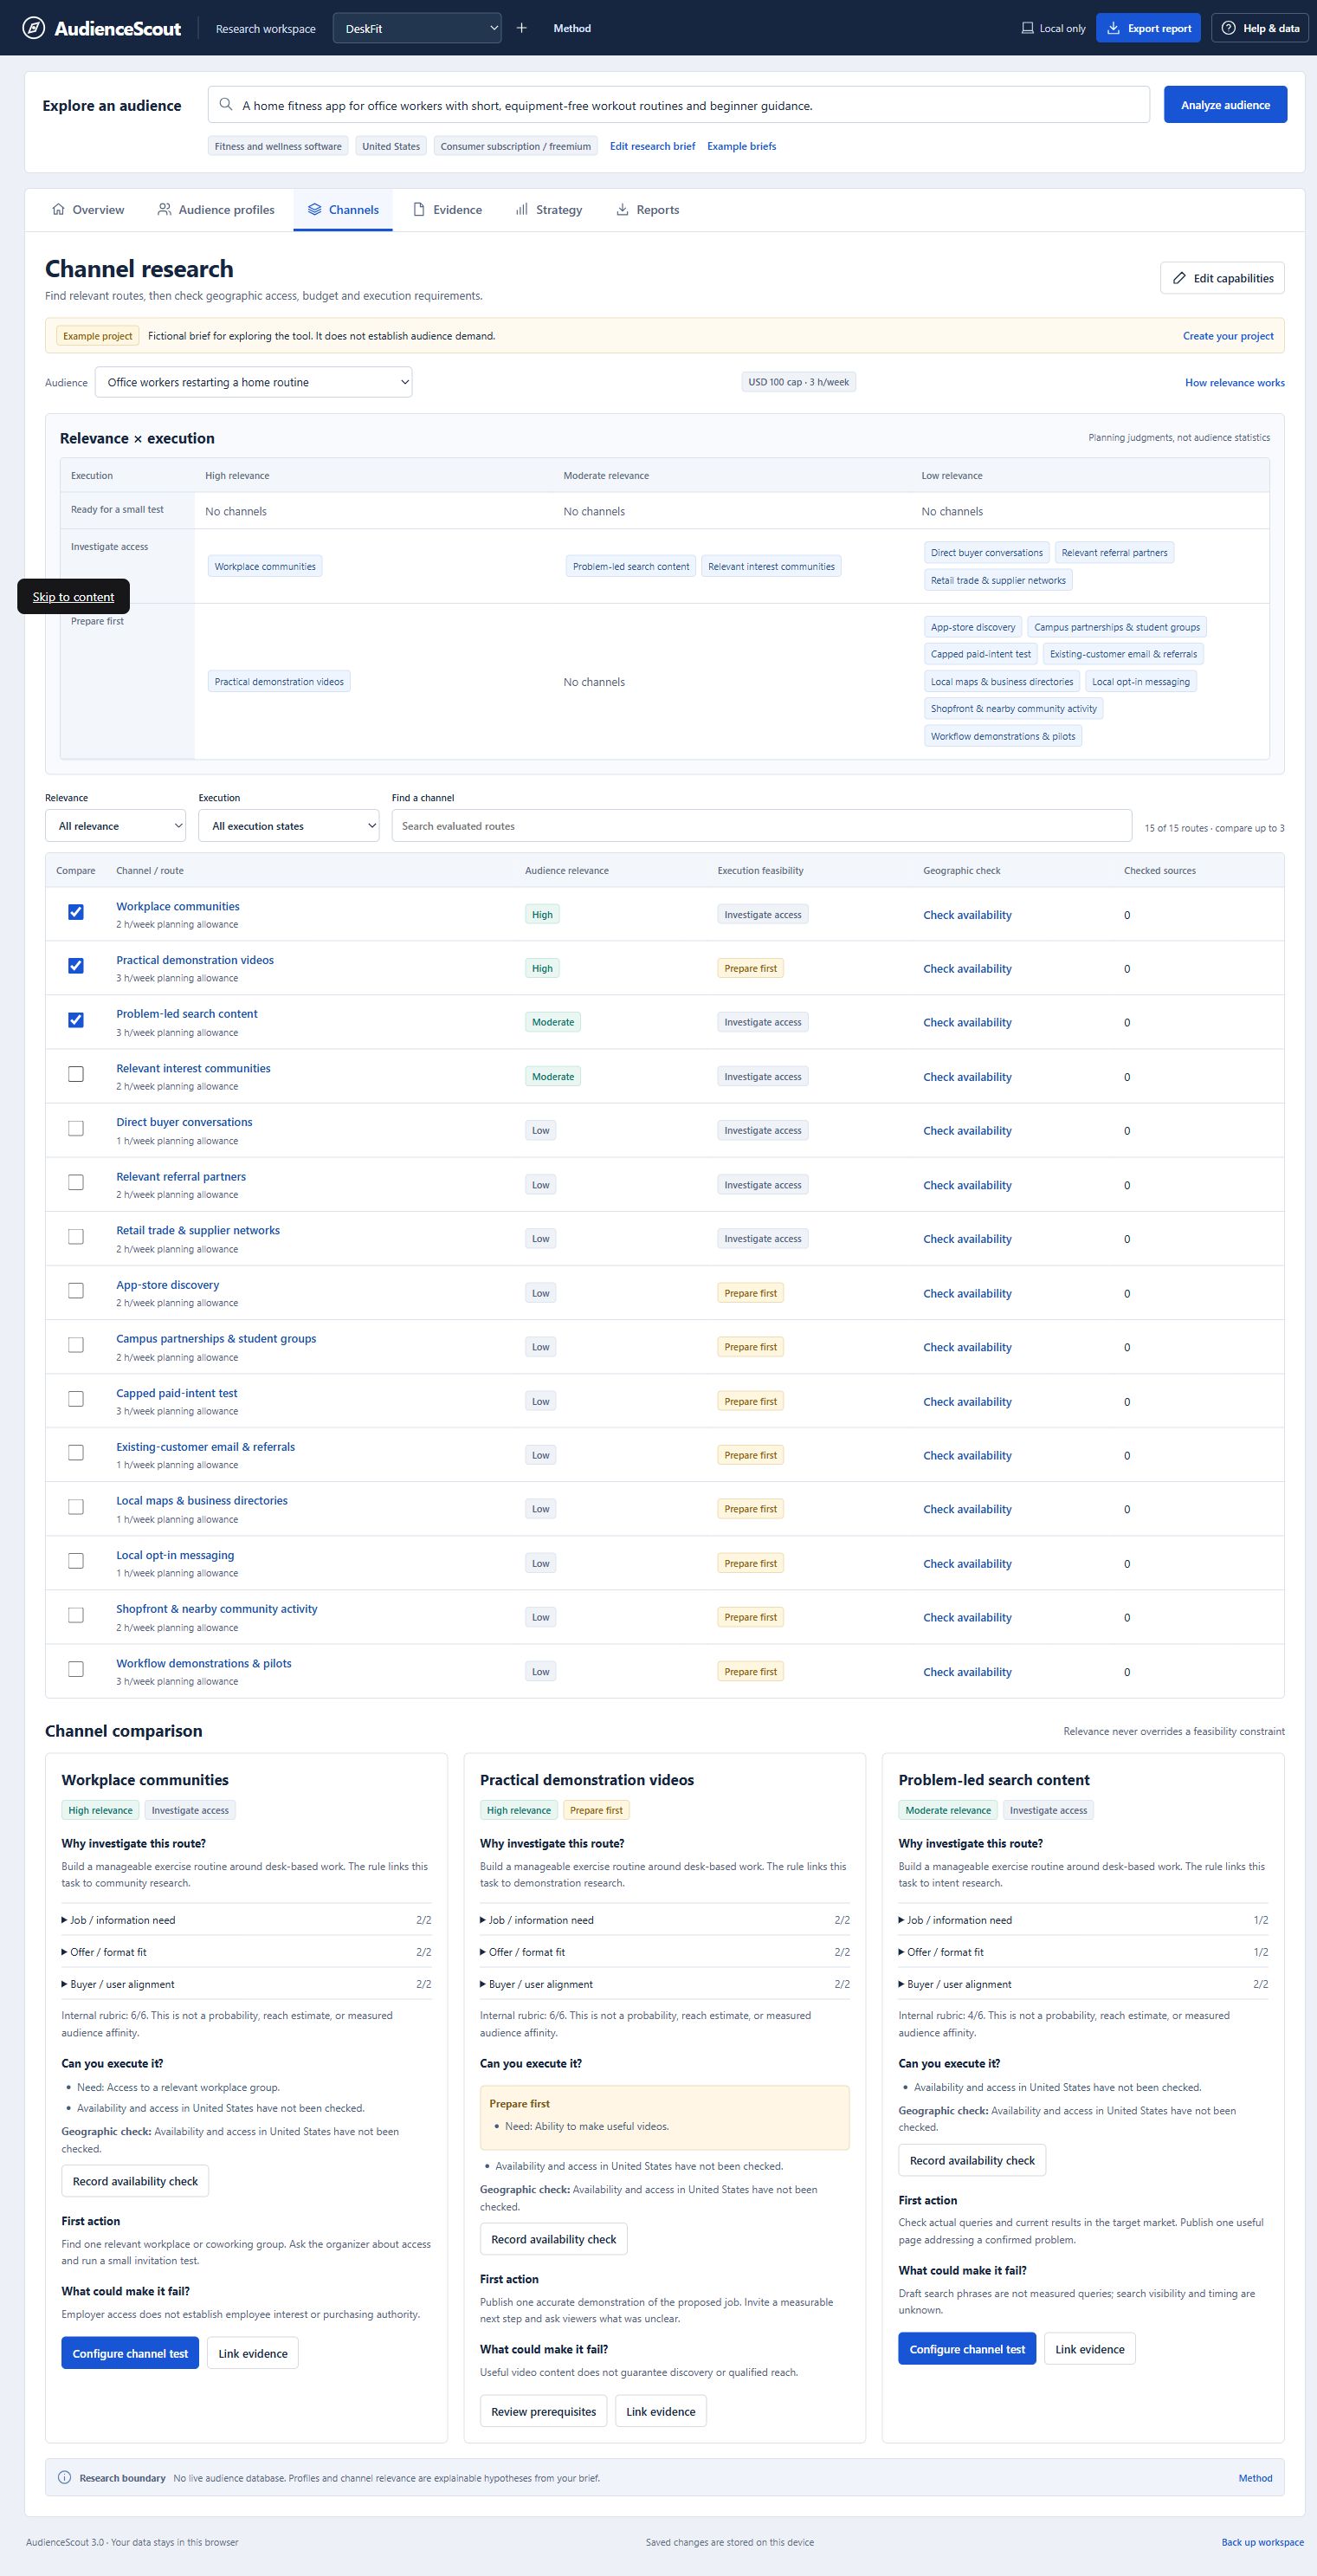 AudienceScout
Research workspace
DeskFit
Method
Local only
Export report
Help & data
Explore an audience
A home fitness app for office workers with short, equipment-free workout routines and beginner guidance.
Analyze audience
Fitness and wellness software
United States
Consumer subscription / freemium
Edit research brief
Example briefs
Overview
Audience profiles
Channels
Evidence
Strategy
Reports
Channel research
Find relevant routes, then check geographic access, budget and execution requirements.
Edit capabilities
Example project
Fictional brief for exploring the tool. It does not establish audience demand.
Create your project
Audience
Office workers restarting a home routine
USD 100 cap · 3 h/week
How relevance works
Relevance × execution
Planning judgments, not audience statistics
Execution
High relevance
Moderate relevance
Low relevance
Ready for a small test
No channels
No channels
No channels
Investigate access
Workplace communities
Problem-led search content
Relevant interest communities
Direct buyer conversations
Relevant referral partners
Retail trade & supplier networks
Skip to content
Prepare first
Practical demonstration videos
No channels
App-store discovery
Campus partnerships & student groups
Capped paid-intent test
Existing-customer email & referrals
Local maps & business directories
Local opt-in messaging
Shopfront & nearby community activity
Workflow demonstrations & pilots
Relevance
Execution
Find a channel
All relevance
All execution states
Search evaluated routes
15 of 15 routes · compare up to 3
Compare
Channel / route
Audience relevance
Execution feasibility
Geographic check
Checked sources
Workplace communities
2 h/week planning allowance
High
Investigate access
Check availability
0
Practical demonstration videos
3 h/week planning allowance
High
Prepare first
Check availability
0
Problem-led search content
3 h/week planning allowance
Moderate
Investigate access
Check availability
0
Relevant interest communities
2 h/week planning allowance
Moderate
Investigate access
Check availability
0
Direct buyer conversations
1 h/week planning allowance
Low
Investigate access
Check availability
0
Relevant referral partners
2 h/week planning allowance
Low
Investigate access
Check availability
0
Retail trade & supplier networks
2 h/week planning allowance
Low
Investigate access
Check availability
0
App-store discovery
2 h/week planning allowance
Low
Prepare first
Check availability
0
Campus partnerships & student groups
2 h/week planning allowance
Low
Prepare first
Check availability
0
Capped paid-intent test
3 h/week planning allowance
Low
Prepare first
Check availability
0
Existing-customer email & referrals
1 h/week planning allowance
Low
Prepare first
Check availability
0
Local maps & business directories
1 h/week planning allowance
Low
Prepare first
Check availability
0
Local opt-in messaging
1 h/week planning allowance
Low
Prepare first
Check availability
0
Shopfront & nearby community activity
2 h/week planning allowance
Low
Prepare first
Check availability
0
Workflow demonstrations & pilots
3 h/week planning allowance
Low
Prepare first
Check availability
0
Channel comparison
Relevance never overrides a feasibility constraint
Workplace communities
High relevance
Investigate access
Why investigate this route?
Build a manageable exercise routine around desk-based work. The rule links this
task to community research.
Job / information need 2/2
Offer / format fit 2/2
Buyer / user alignment 2/2
Internal rubric: 6/6. This is not a probability, reach estimate, or measured
audience affinity.
Can you execute it?
• Need: Access to a relevant workplace group.
• Availability and access in United States have not been checked.
Geographic check: Availability and access in United States have not been
checked.
Record availability check
First action
Find one relevant workplace or coworking group. Ask the organizer about access
and run a small invitation test.
What could make it fail?
Employer access does not establish employee interest or purchasing authority.
Configure channel test
Link evidence
Practical demonstration videos
High relevance
Prepare first
Why investigate this route?
Build a manageable exercise routine around desk-based work. The rule links this
task to demonstration research.
Job / information need 2/2
Offer / format fit 2/2
Buyer / user alignment 2/2
Internal rubric: 6/6. This is not a probability, reach estimate, or measured
audience affinity.
Can you execute it?
Prepare first
• Need: Ability to make useful videos.
• Availability and access in United States have not been checked.
Geographic check: Availability and access in United States have not been
checked.
Record availability check
First action
Publish one accurate demonstration of the proposed job. Invite a measurable
next step and ask viewers what was unclear.
What could make it fail?
Useful video content does not guarantee discovery or qualified reach.
Review prerequisites
Link evidence
Problem-led search content
Moderate relevance
Investigate access
Why investigate this route?
Build a manageable exercise routine around desk-based work. The rule links this
task to intent research.
Job / information need 1/2
Offer / format fit 1/2
Buyer / user alignment 2/2
Internal rubric: 4/6. This is not a probability, reach estimate, or measured
audience affinity.
Can you execute it?
• Availability and access in United States have not been checked.
Geographic check: Availability and access in United States have not been
checked.
Record availability check
First action
Check actual queries and current results in the target market. Publish one useful
page addressing a confirmed problem.
What could make it fail?
Draft search phrases are not measured queries; search visibility and timing are
unknown.
Configure channel test
Link evidence
Research boundary
No live audience database. Profiles and channel relevance are explainable hypotheses from your brief.
Method
AudienceScout 3.0 · Your data stays in this browser
Saved changes are stored on this device
Back up workspace